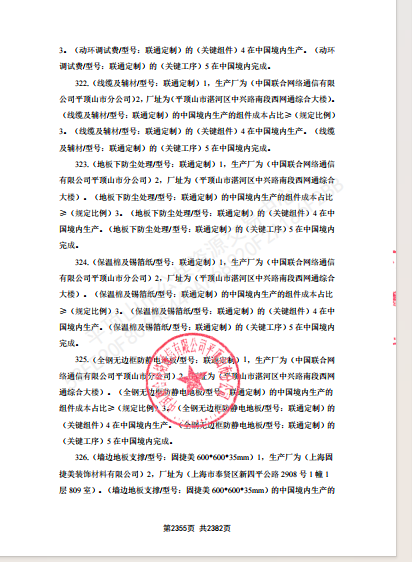 3。（动环调试费/型号：联通定制）的（关键组件）4 在中国境内生产。（动环
调试费/型号：联通定制）的（关键工序）5 在中国境内完成。
322.（线缆及辅材/型号：联通定制）1，生产厂为（中国联合网络通信有限
公司平顶山市分公司）2，厂址为（平顶山市湛河区中兴路南段西网通综合大楼）。
（线缆及辅材/型号：联通定制）的中国境内生产的组件成本占比≥（规定比例）
3。（线缆及辅材/型号：联通定制）的（关键组件）4 在中国境内生产。（线缆
及辅材/型号：联通定制）的（关键工序）5 在中国境内完成。
323.（地板下防尘处理/型号：联通定制）1，生产厂为（中国联合网络通信
有限公司平顶山市分公司）2，厂址为（平顶山市湛河区中兴路南段西网通综合
大楼）。（地板下防尘处理/型号：联通定制）的中国境内生产的组件成本占比
≥（规定比例）3。（地板下防尘处理/型号：联通定制）的（关键组件）4 在中
国境内生产。（地板下防尘处理/型号：联通定制）的（关键工序）5 在中国境内
完成。
324.（保温棉及锡箔纸/型号：联通定制）1，生产厂为（中国联合网络通信
有限公司平顶山市分公司）2，厂址为（平顶山市湛河区中兴路南段西网通综合
大楼）。（保温棉及锡箔纸/型号：联通定制）的中国境内生产的组件成本占比
≥（规定比例）3。（保温棉及锡箔纸/型号：联通定制）的（关键组件）4 在中
国境内生产。（保温棉及锡箔纸/型号：联通定制）的（关键工序）5 在中国境内
完成。
325.（全钢无边框防静电地板/型号：联通定制）1，生产厂为（中国联合网
络通信有限公司平顶山市分公司）2，厂址为（平顶山市湛河区中兴路南段西网
通综合大楼）。（全钢无边框防静电地板/型号：联通定制）的中国境内生产的
组件成本占比≥（规定比例）3。（全钢无边框防静电地板/型号：联通定制）的
（关键组件）4 在中国境内生产。（全钢无边框防静电地板/型号：联通定制）的
（关键工序）5 在中国境内完成。
326.（墙边地板支撑/型号：固捷美 600*600*35mm）1，生产厂为（上海固
捷美装饰材料有限公司）2，厂址为（上海市奉贤区新四平公路 2908 号 1 幢 1
层 809 室）。（墙边地板支撑/型号：固捷美 600*600*35mm）的中国境内生产的
第2355页 共2382页